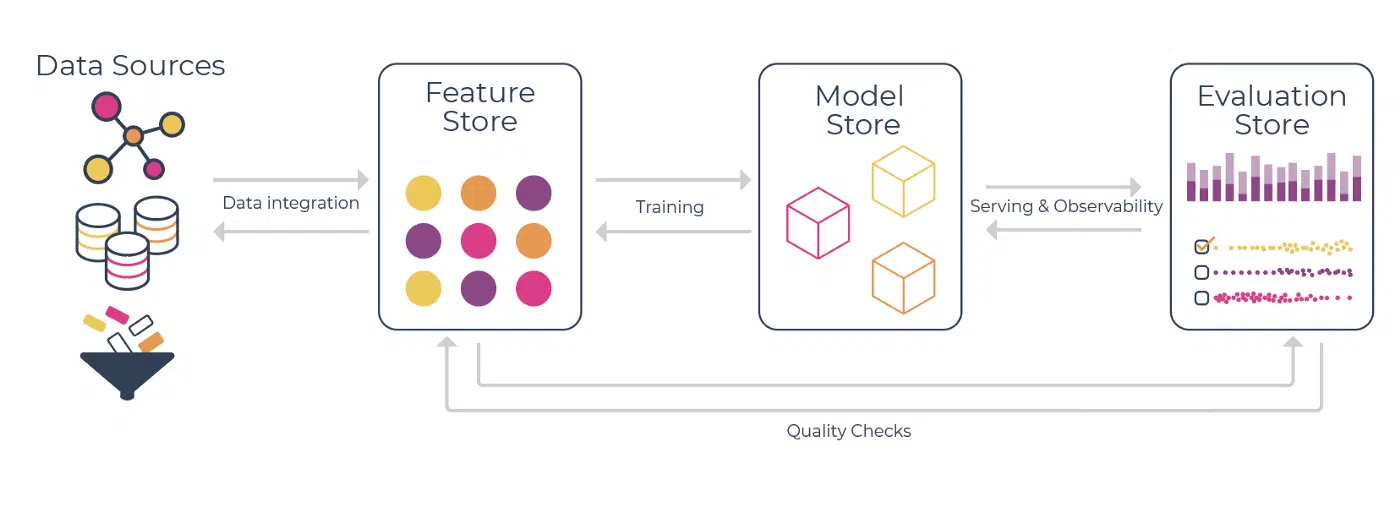 Data Sources
Feature
Store
Model
Store
Evaluation
Store
Data integration
Training
Serving & Observability
Quality Checks